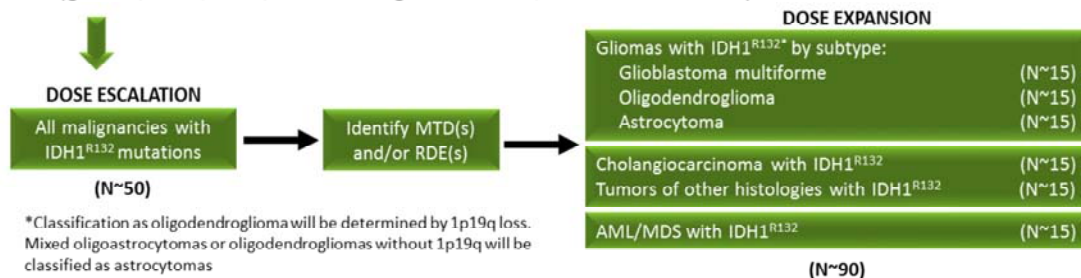 DOSE ESCALATION
All malignancies with
IDH1R132 mutations
(N~50)
*Classification as oligodendroglioma will be determined by 1p19q loss.
Mixed oligoastrocytomas or oligodendrogliomas without 1p19q will be
classified as astrocytomas
Identify MTD(s)
and/or RDE(s)
DOSE EXPANSION
Gliomas with IDH1R132* by subtype:
Glioblastoma multiforme (N~15)
Oligodendroglioma (N~15)
Astrocytoma (N~15)
Cholangiocarcinoma with IDH1R132 (N~15)
Tumors of other histologies with IDH1R132 (N~15)
AML/MDS with IDH1R132 (N~15)
(N~90)